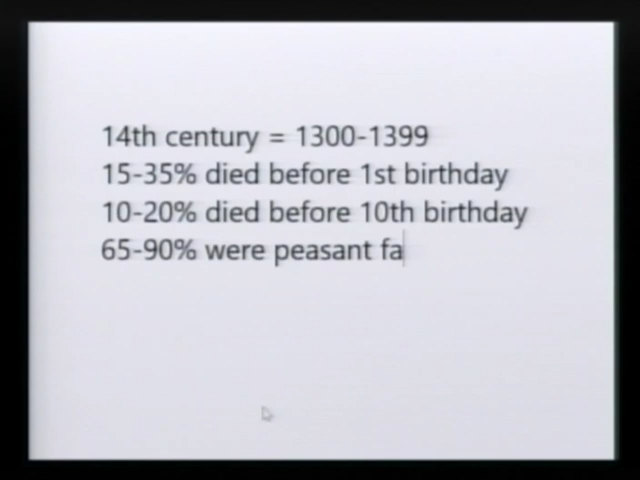 14th century = 1300-1399
15-35% died before 1st birthday
10-20% died before 10th birthday
65-90% were peasant fa